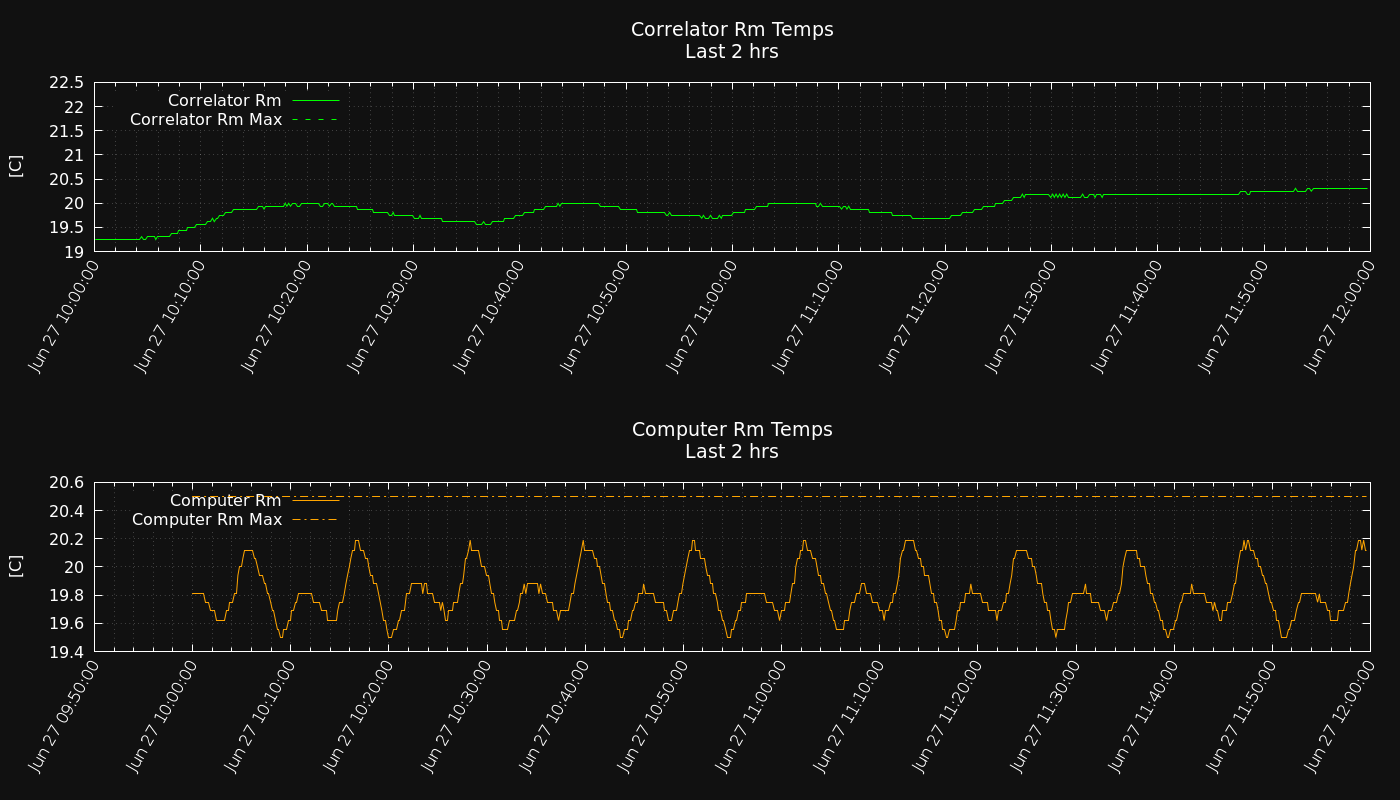 Correlator Rm Temps
Last 2 hrs
22.5
22
21.5
21
20.5
20
19.5
19
[C]
Correlator Rm
Correlator Rm Max
Jun 27 10:00:00
Jun 27 10:10:00
Jun 27 10:20:00
Jun 27 10:30:00
Jun 27 10:40:00
Jun 27 10:50:00
Jun 27 11:00:00
Jun 27 11:10:00
Jun 27 11:20:00
Jun 27 11:30:00
Jun 27 11:40:00
Jun 27 11:50:00
Jun 27 12:00:00
Computer Rm Temps
Last 2 hrs
20.6
20.4
20.2
20
19.8
19.6
19.4
[C]
Computer Rm
Computer Rm Max
Jun 27 09:50:00
Jun 27 10:00:00
Jun 27 10:10:00
Jun 27 10:20:00
Jun 27 10:30:00
Jun 27 10:40:00
Jun 27 10:50:00
Jun 27 11:00:00
Jun 27 11:10:00
Jun 27 11:20:00
Jun 27 11:30:00
Jun 27 11:40:00
Jun 27 11:50:00
Jun 27 12:00:00